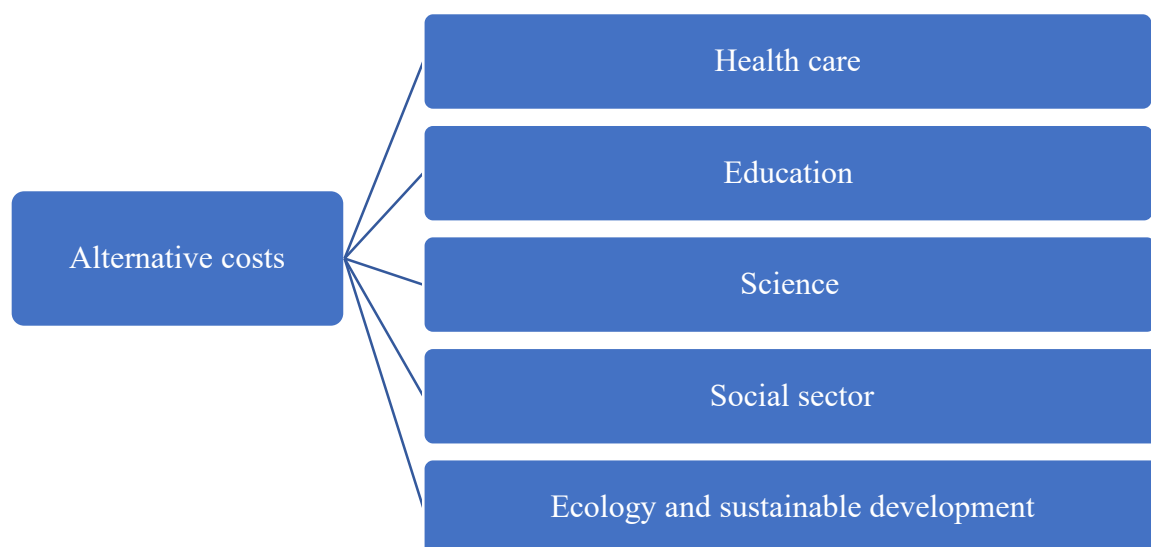 Health care
Education
Alternative costs
Science
Social sector
Ecology and sustainable development